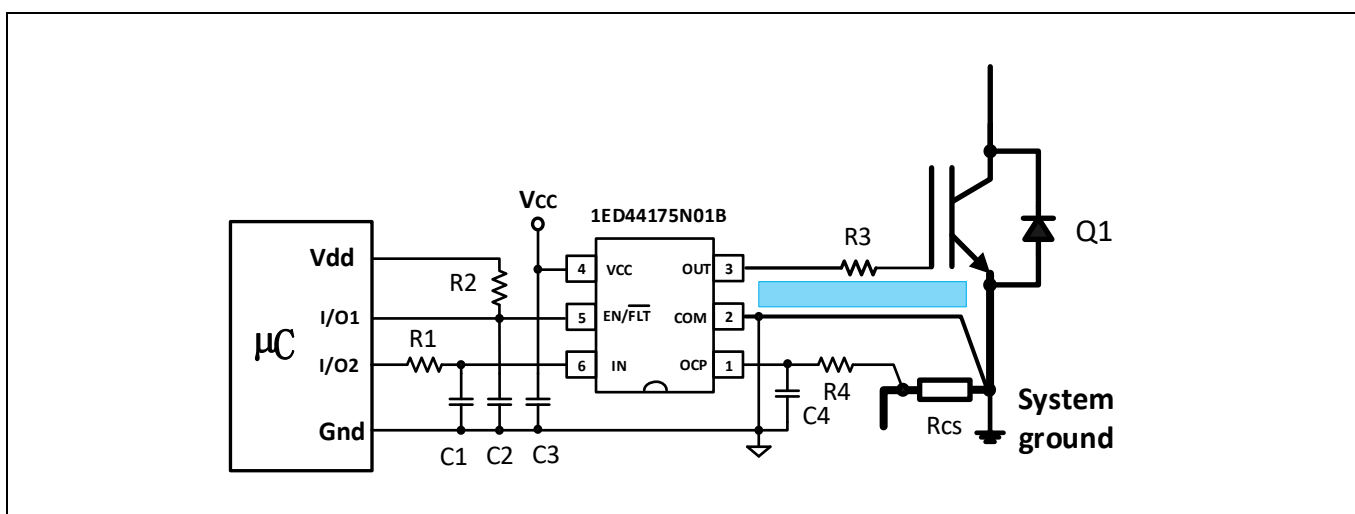 Vcc
1ED44175N01B
R3
Q1
Vdd
R2
4
VCC
OUT
3
I/O1
5
EN/FLT
COM
2
μC
R1
I/O2
6
IN
OCP
1
R4
C4
Gnd
C1
C2
C3
Rcs
System
ground